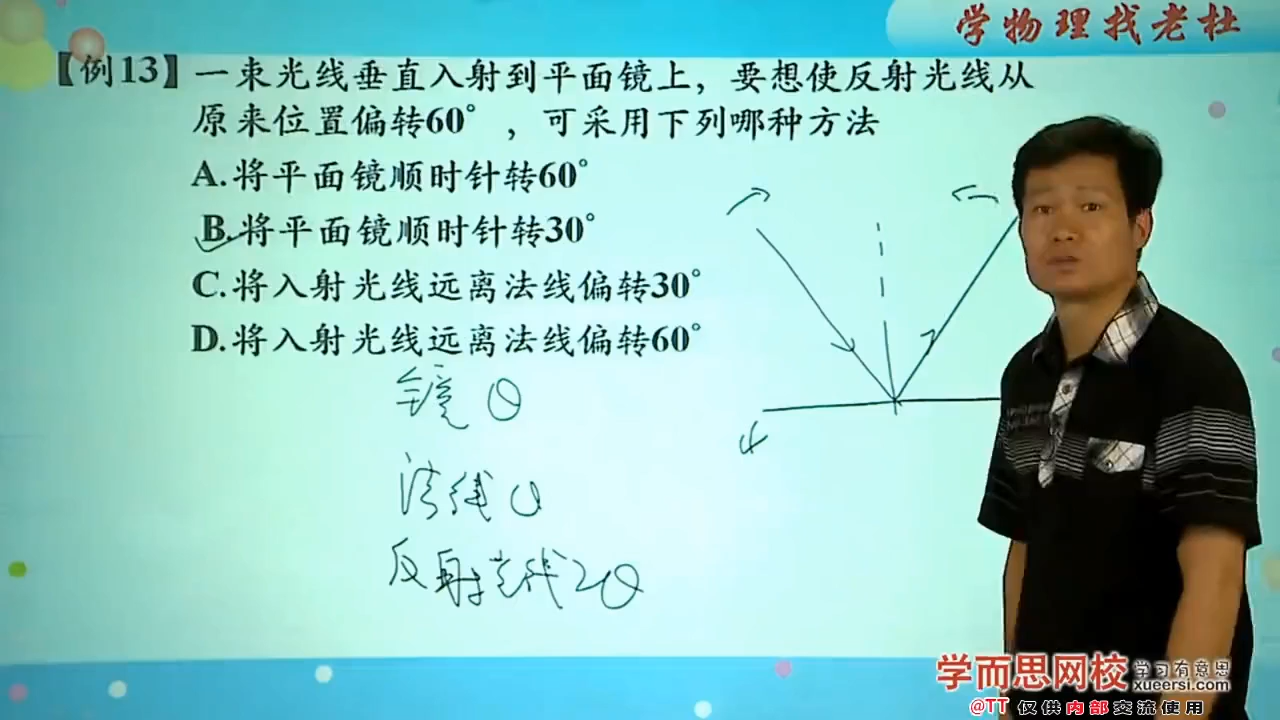 学物理找老杜
【例13】一束光线垂直入射到平面镜上，要想使反射光线从
原来位置偏转60°，可采用下列哪种方法
A.将平面镜顺时针转60°
B.将平面镜顺时针转30°
C.将入射光线远离法线偏转30°
D.将入射光线远离法线偏转60°
镜 θ
法线 θ
反射光线2θ
学而思网校 学习有意思
xueersi.com
@TT 仅供内部交流使用